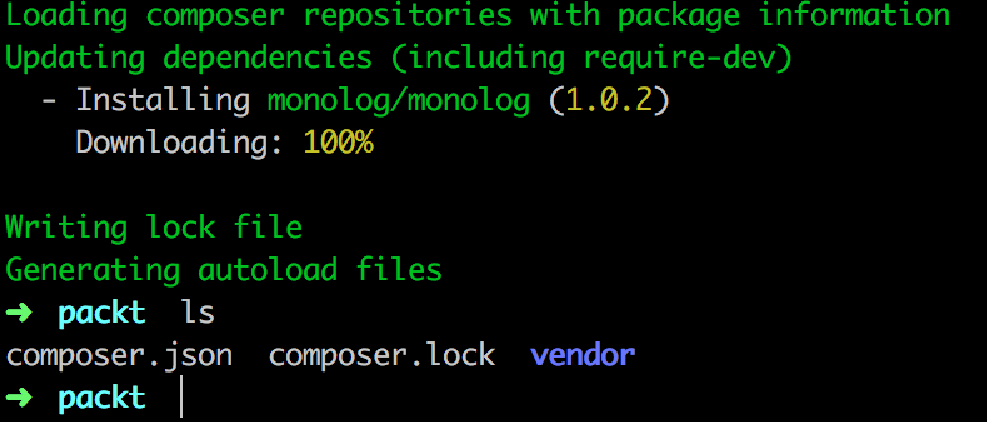 Loading composer repositories with package information
Updating dependencies (including require-dev)
- Installing monolog/monolog (1.0.2)
Downloading: 100%
Writing lock file
Generating autoload files
➜ packt ls
composer.json composer.lock vendor
➜ packt